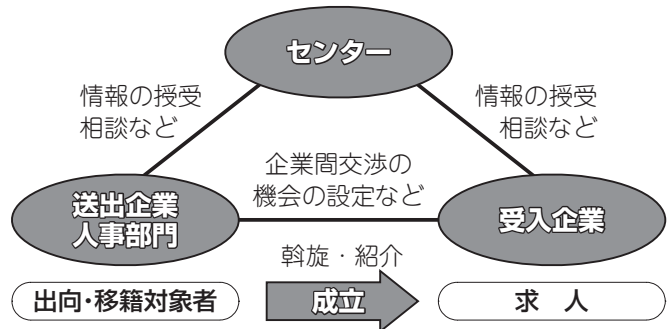 センター
情報の授受
相談など
情報の授受
相談など
企業間交渉の
機会の設定など
送出企業
人事部門
受入企業
斡旋・紹介
出向・移籍対象者
成立
求　人